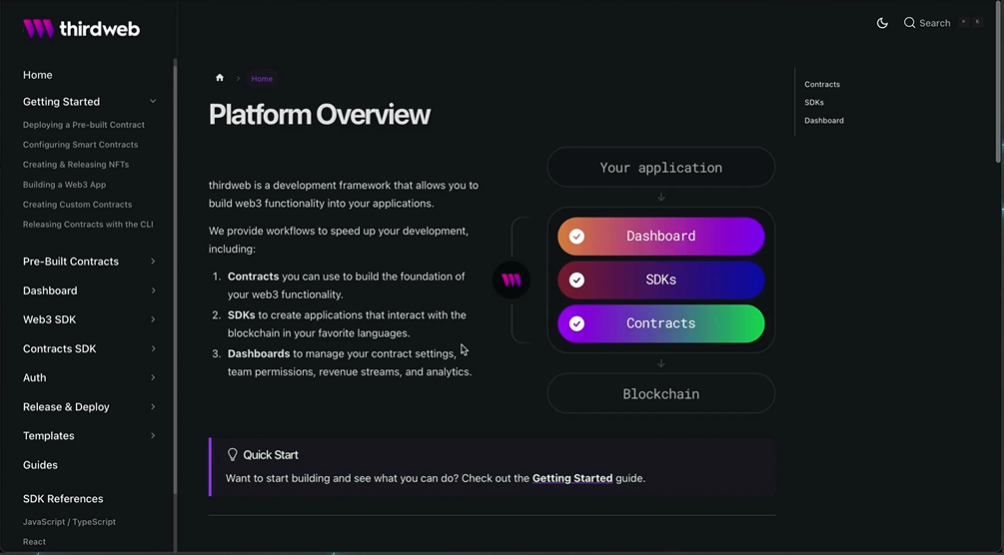 thirdweb
Search
Home
Getting Started
Deploying a Pre-built Contract
Configuring Smart Contracts
Creating & Releasing NFTs
Building a Web3 App
Creating Custom Contracts
Releasing Contracts with the CLI
Pre-Built Contracts
Dashboard
Web3 SDK
Contracts SDK
Auth
Release & Deploy
Templates
Guides
SDK References
JavaScript / TypeScript
React
Home
Platform Overview
thirdweb is a development framework that allows you to
build web3 functionality into your applications.
We provide workflows to speed up your development,
including:
1. Contracts you can use to build the foundation of
your web3 functionality.
2. SDKs to create applications that interact with the
blockchain in your favorite languages.
3. Dashboards to manage your contract settings,
team permissions, revenue streams, and analytics.
Your application
Dashboard
SDKs
Contracts
Blockchain
Quick Start
Want to start building and see what you can do? Check out the Getting Started guide.
Contracts
SDKs
Dashboard